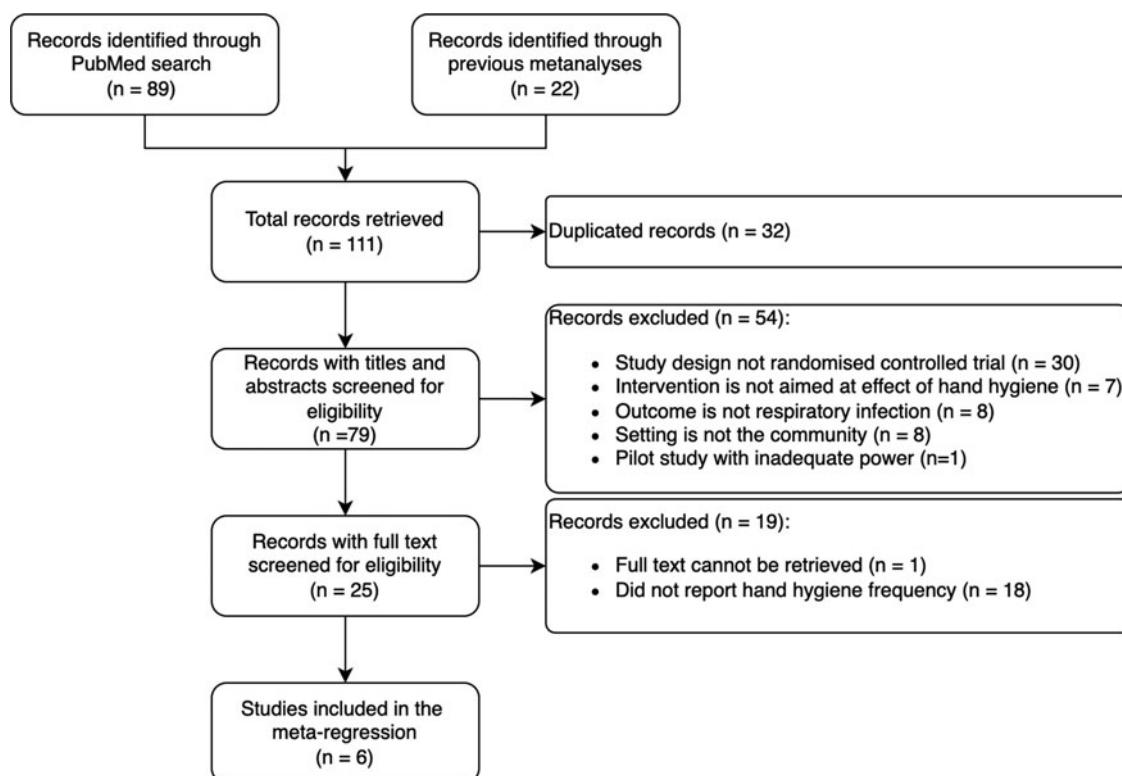 Records identified through
PubMed search
(n = 89)
Records identified through
previous metanalyses
(n = 22)
Total records retrieved
(n = 111)
Duplicated records (n = 32)
Records with titles and
abstracts screened for
eligibility
(n =79)
Records excluded (n = 54):
• Study design not randomised controlled trial (n = 30)
• Intervention is not aimed at effect of hand hygiene (n = 7)
• Outcome is not respiratory infection (n = 8)
• Setting is not the community (n = 8)
• Pilot study with inadequate power (n=1)
Records with full text
screened for eligibility
(n = 25)
Records excluded (n = 19):
• Full text cannot be retrieved (n = 1)
• Did not report hand hygiene frequency (n = 18)
Studies included in the
meta-regression
(n = 6)